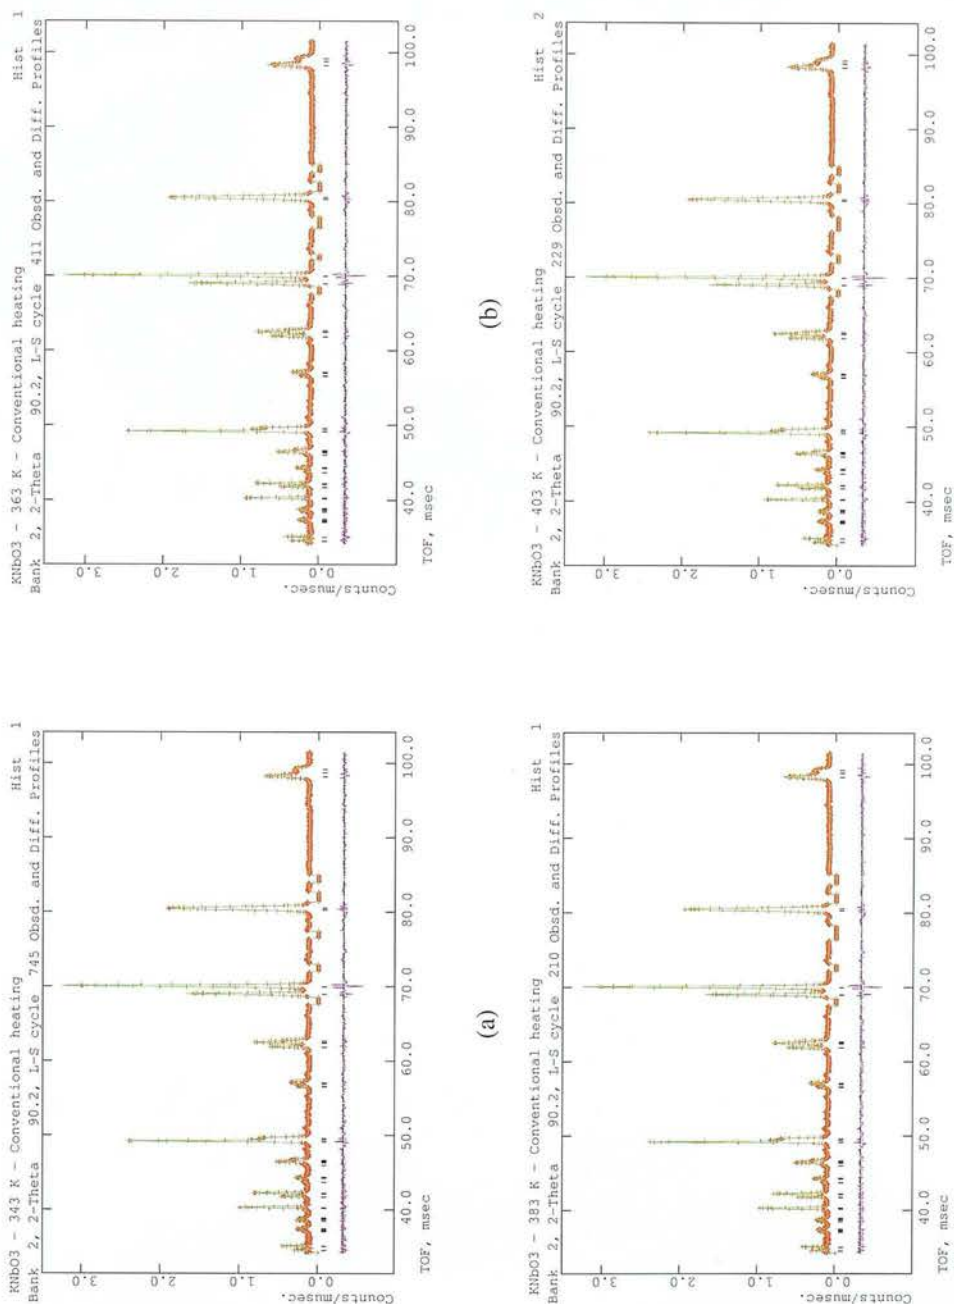 KNbO3 - 343 K - Conventional heating Hist 1
Bank 2, 2-Theta 90.2, L-S cycle 745 Obsd. and Diff. Profiles
3.0
2.0
1.0
0.0
Counts/musec.
40.0 50.0 60.0 70.0 80.0 90.0 100.0
TOF, msec
(a)
KNbO3 - 363 K - Conventional heating Hist 1
Bank 2, 2-Theta 90.2, L-S cycle 411 Obsd. and Diff. Profiles
3.0
2.0
1.0
0.0
Counts/musec.
40.0 50.0 60.0 70.0 80.0 90.0 100.0
TOF, msec
(b)
KNbO3 - 383 K - Conventional heating Hist 1
Bank 2, 2-Theta 90.2, L-S cycle 210 Obsd. and Diff. Profiles
3.0
2.0
1.0
0.0
Counts/musec.
40.0 50.0 60.0 70.0 80.0 90.0 100.0
TOF, msec
KNbO3 - 403 K - Conventional heating Hist 2
Bank 2, 2-Theta 90.2, L-S cycle 229 Obsd. and Diff. Profiles
3.0
2.0
1.0
0.0
Counts/musec.
40.0 50.0 60.0 70.0 80.0 90.0 100.0
TOF, msec